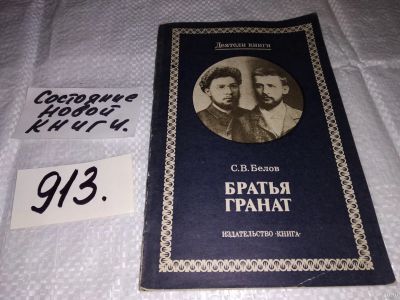 Состояние
Новой
книги.
913.
Деятели книги
С. В. Белов
БРАТЬЯ
ГРАНАТ
ИЗДАТЕЛЬСТВО «КНИГА»